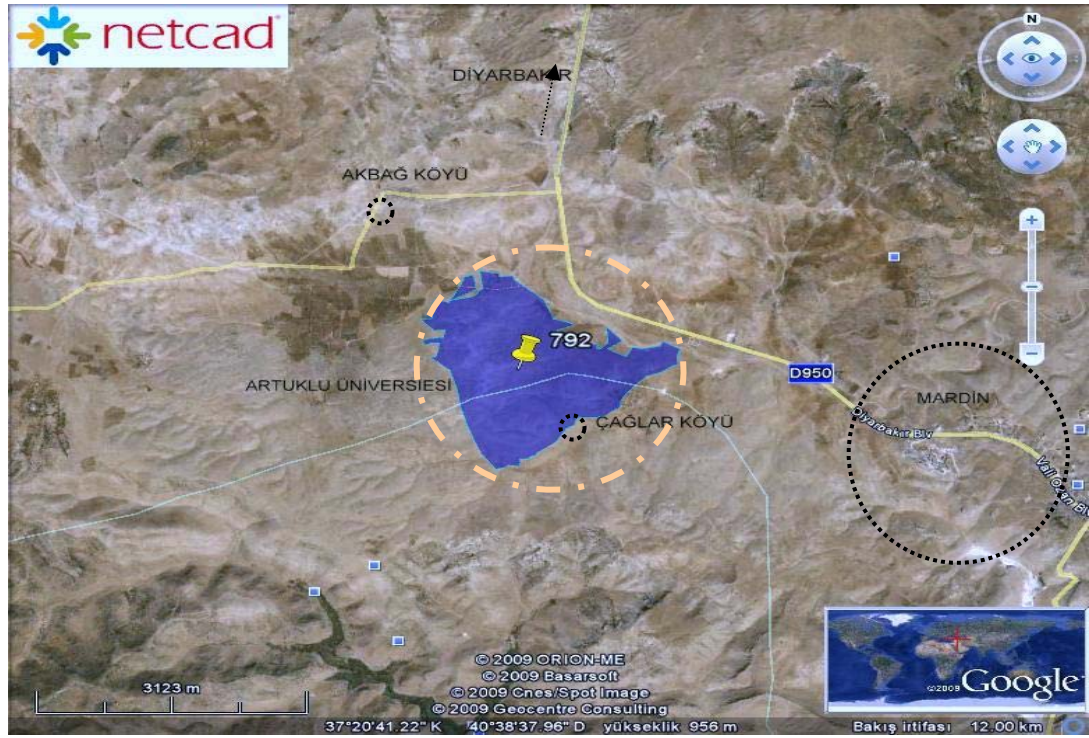 netcad
N
DİYARBAKIR
AKBAĞ KÖYÜ
792
D950
ARTUKLU ÜNİVERSİESİ
MARDİN
Diyarbakır Blv
ÇAĞLAR KÖYÜ
Vali Ozan Blv
3123 m
© 2009 ORION-ME
© 2009 Basarsoft
© 2009 Cnes/Spot Image
© 2009 Geocentre Consulting
©2009 Google
37°20'41.22" K 40°38'37.96" D yükseklik 956 m Bakış irtifası 12.00 km